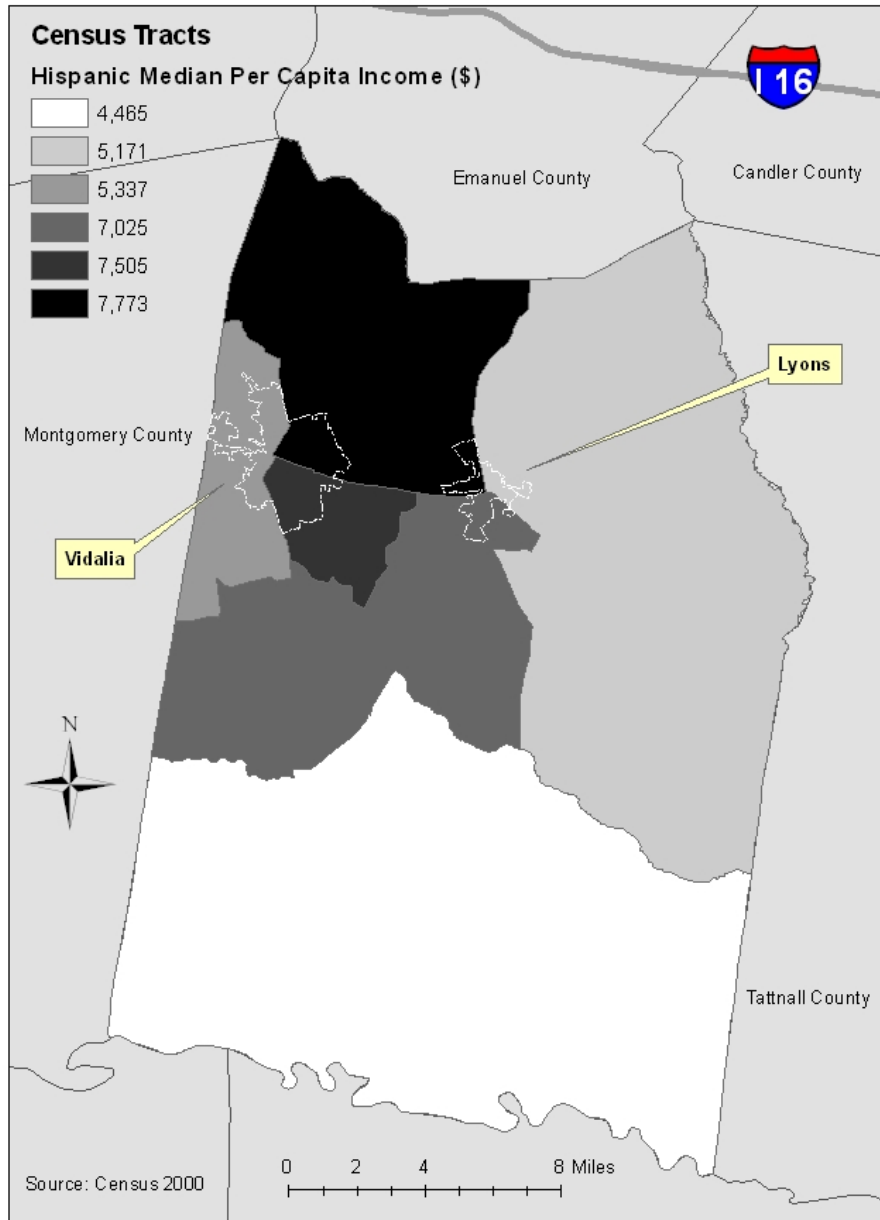 Census Tracts
Hispanic Median Per Capita Income ($)
4,465
5,171
5,337
7,025
7,505
7,773
I 16
Emanuel County
Candler County
Lyons
Montgomery County
Vidalia
N
Tattnall County
Source: Census 2000
0 2 4 8 Miles